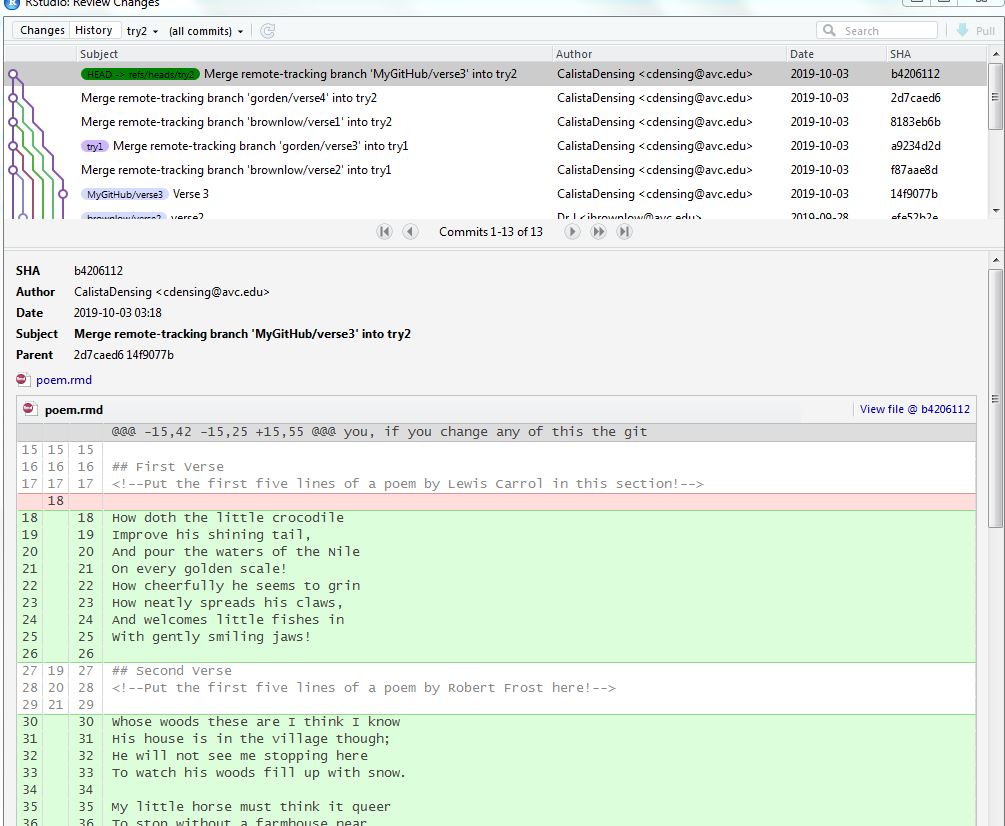 RStudio: Review Changes
Changes History try2 (all commits) Search Pull
Subject Author Date SHA
HEAD -> refs/heads/try2 Merge remote-tracking branch 'MyGitHub/verse3' into try2 CalistaDensing <cdensing@avc.edu> 2019-10-03 b4206112
Merge remote-tracking branch 'gorden/verse4' into try2 CalistaDensing <cdensing@avc.edu> 2019-10-03 2d7caed6
Merge remote-tracking branch 'brownlow/verse1' into try2 CalistaDensing <cdensing@avc.edu> 2019-10-03 8183eb6b
try1 Merge remote-tracking branch 'gorden/verse3' into try1 CalistaDensing <cdensing@avc.edu> 2019-10-03 a9234d2d
Merge remote-tracking branch 'brownlow/verse2' into try1 CalistaDensing <cdensing@avc.edu> 2019-10-03 f87aae8d
MyGitHub/verse3 Verse 3 CalistaDensing <cdensing@avc.edu> 2019-10-03 14f9077b
brownlow/verse2 verse2 Dr J <jbrownlow@avc.edu> 2019-09-28 efe52b2e
Commits 1-13 of 13
SHA b4206112
Author CalistaDensing <cdensing@avc.edu>
Date 2019-10-03 03:18
Subject Merge remote-tracking branch 'MyGitHub/verse3' into try2
Parent 2d7caed6 14f9077b
poem.rmd
poem.rmd View file @ b4206112
@@@ -15,42 -15,25 +15,55 @@@ you, if you change any of this the git
15 15 15
16 16 16 ## First Verse
17 17 17 <!--Put the first five lines of a poem by Lewis Carrol in this section!-->
18
18 18 How doth the little crocodile
19 19 Improve his shining tail,
20 20 And pour the waters of the Nile
21 21 On every golden scale!
22 22 How cheerfully he seems to grin
23 23 How neatly spreads his claws,
24 24 And welcomes little fishes in
25 25 With gently smiling jaws!
26 26
27 19 27 ## Second Verse
28 20 28 <!--Put the first five lines of a poem by Robert Frost here!-->
29 21 29
30 30 Whose woods these are I think I know
31 31 His house is in the village though;
32 32 He will not see me stopping here
33 33 To watch his woods fill up with snow.
34 34
35 35 My little horse must think it queer
36 36 To stop without a farmhouse near